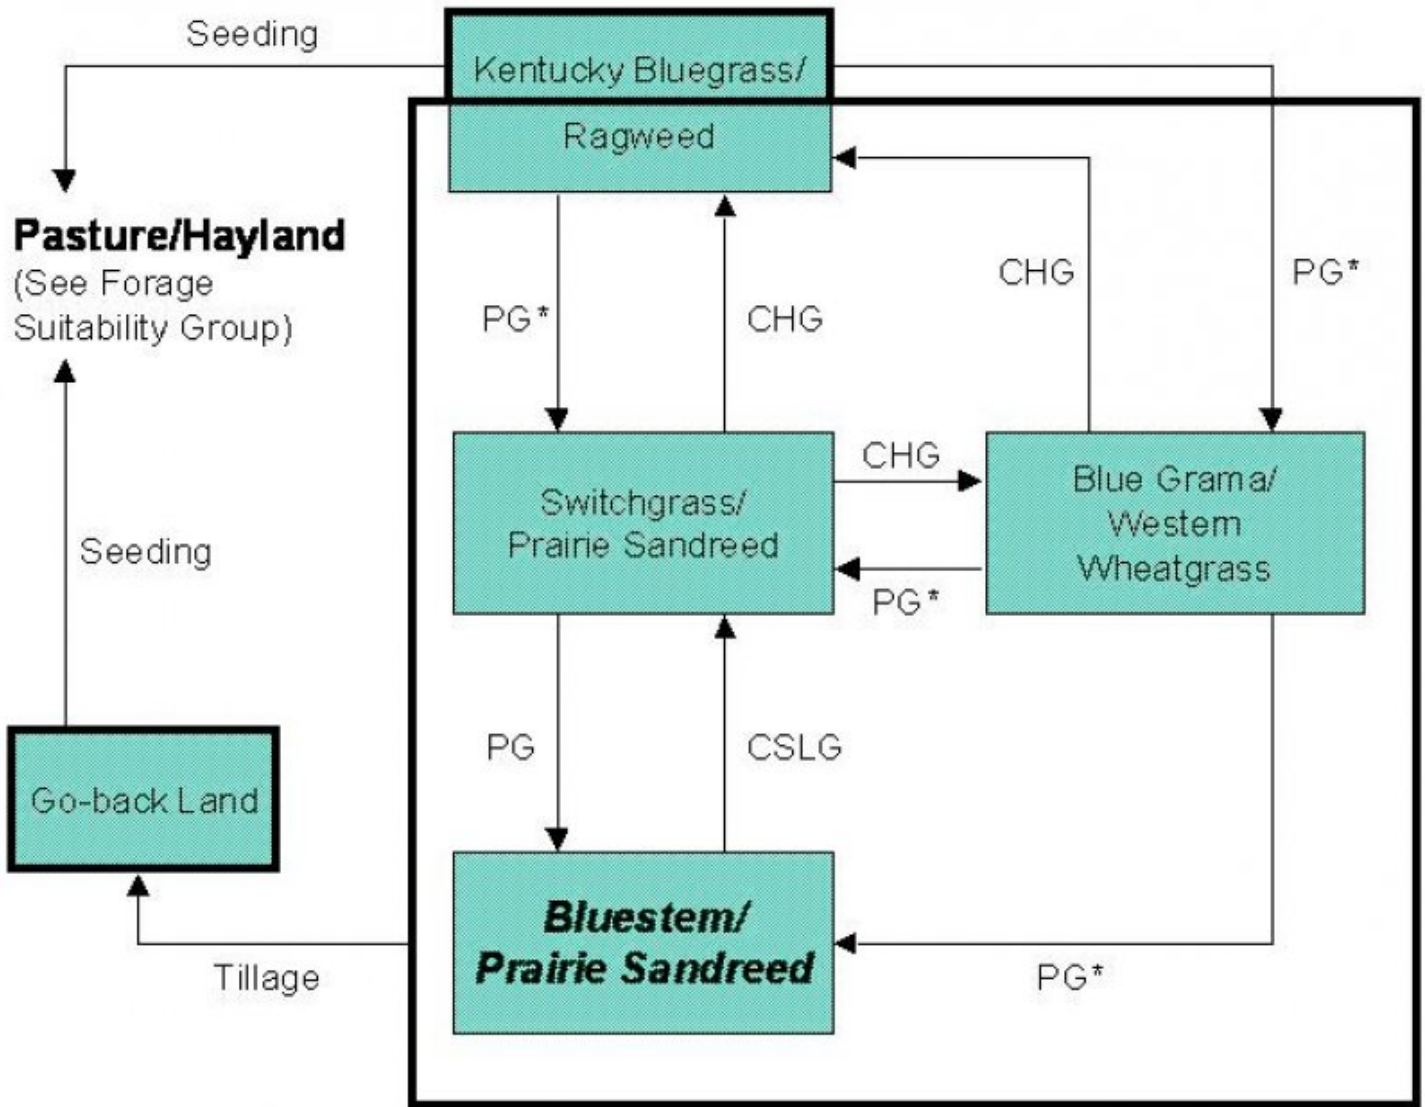 Seeding
Kentucky Bluegrass/
Ragweed
Pasture/Hayland
(See Forage
Suitability Group)
PG*
CHG
CHG
PG*
Switchgrass/
Prairie Sandreed
CHG
PG*
Blue Grama/
Western
Wheatgrass
Seeding
PG
CSLG
Go-back Land
Bluestem/
Prairie Sandreed
Tillage
PG*